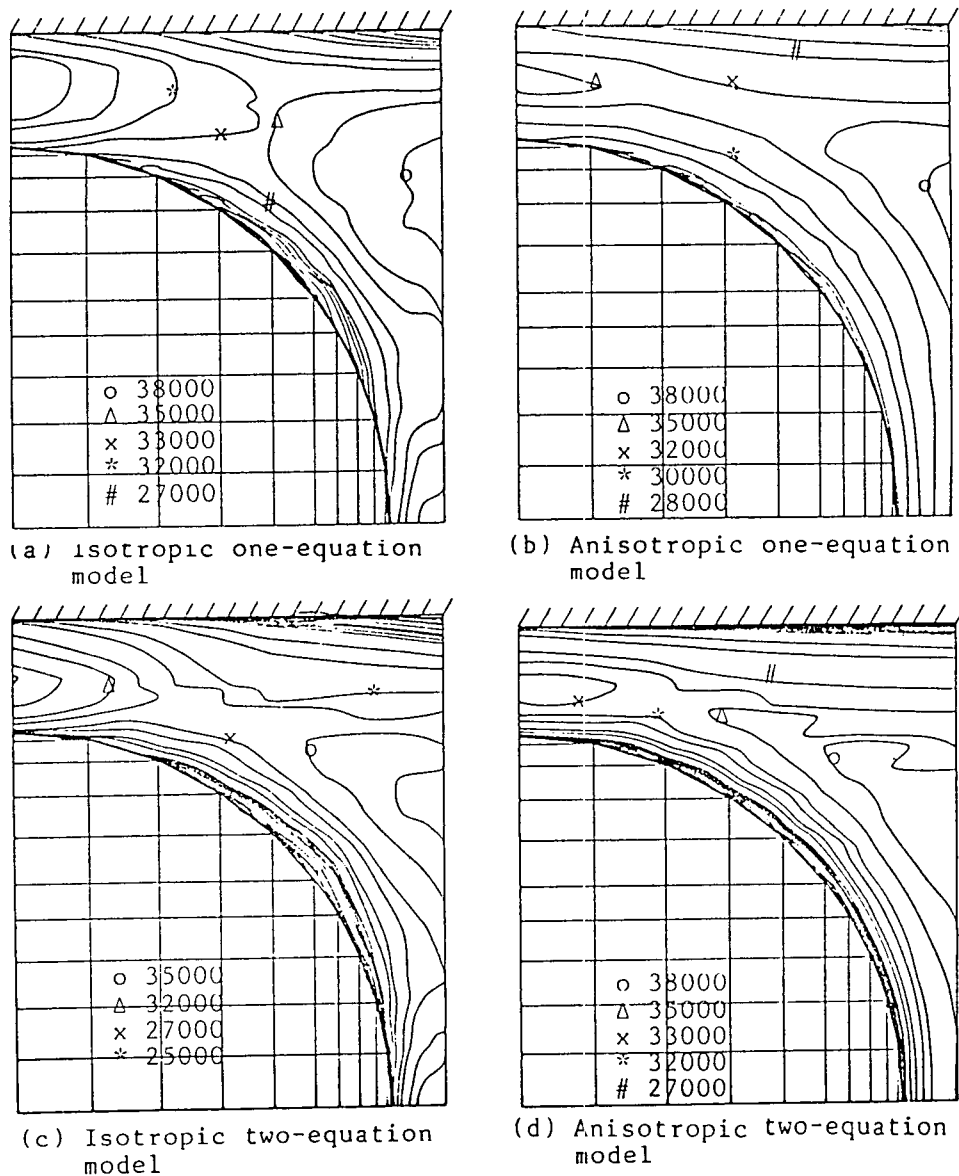 o 38000
△ 35000
× 33000
* 32000
# 27000
(a) Isotropic one-equation
model
o 38000
△ 35000
× 32000
* 30000
# 28000
(b) Anisotropic one-equation
model
o 35000
△ 32000
× 27000
* 25000
(c) Isotropic two-equation
model
o 38000
△ 35000
× 33000
* 32000
# 27000
(d) Anisotropic two-equation
model